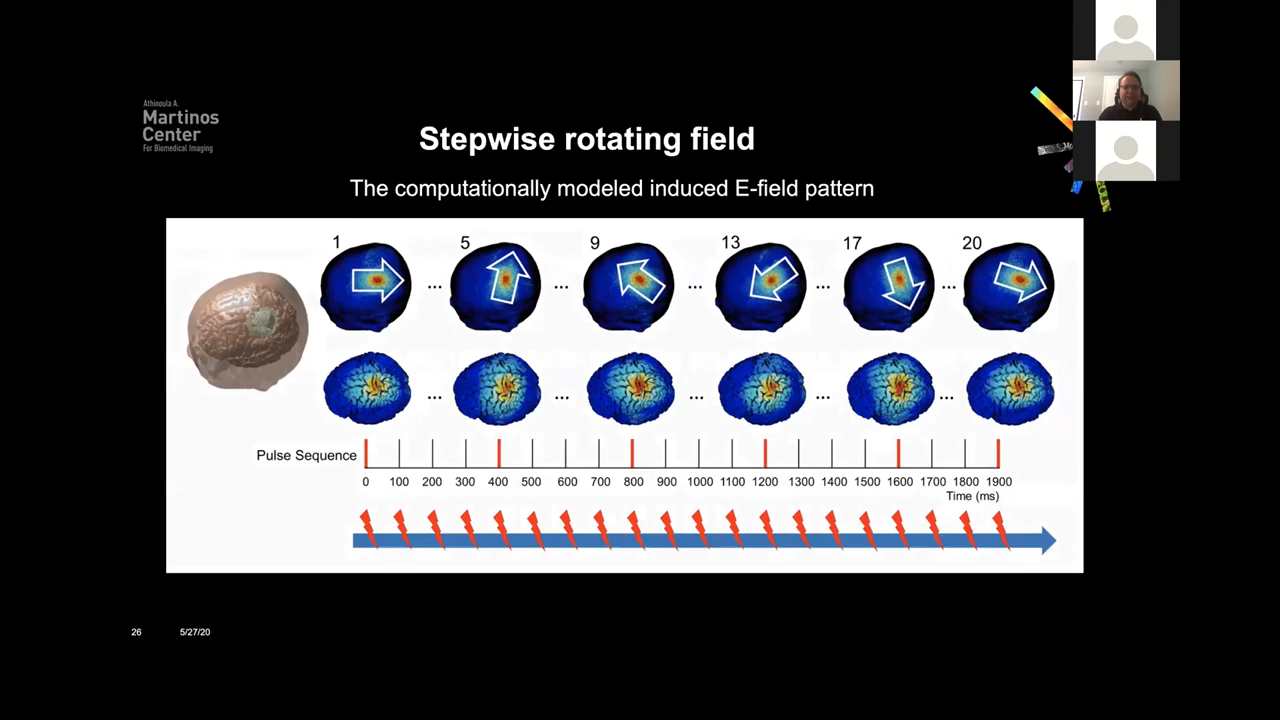 Athinoula A.
Martinos
Center
For Biomedical Imaging
Stepwise rotating field
The computationally modeled induced E-field pattern
1 5 9 13 17 20
... ... ... ... ...
... ... ... ... ...
Pulse Sequence
0 100 200 300 400 500 600 700 800 900 1000 1100 1200 1300 1400 1500 1600 1700 1800 1900
Time (ms)
26 5/27/20